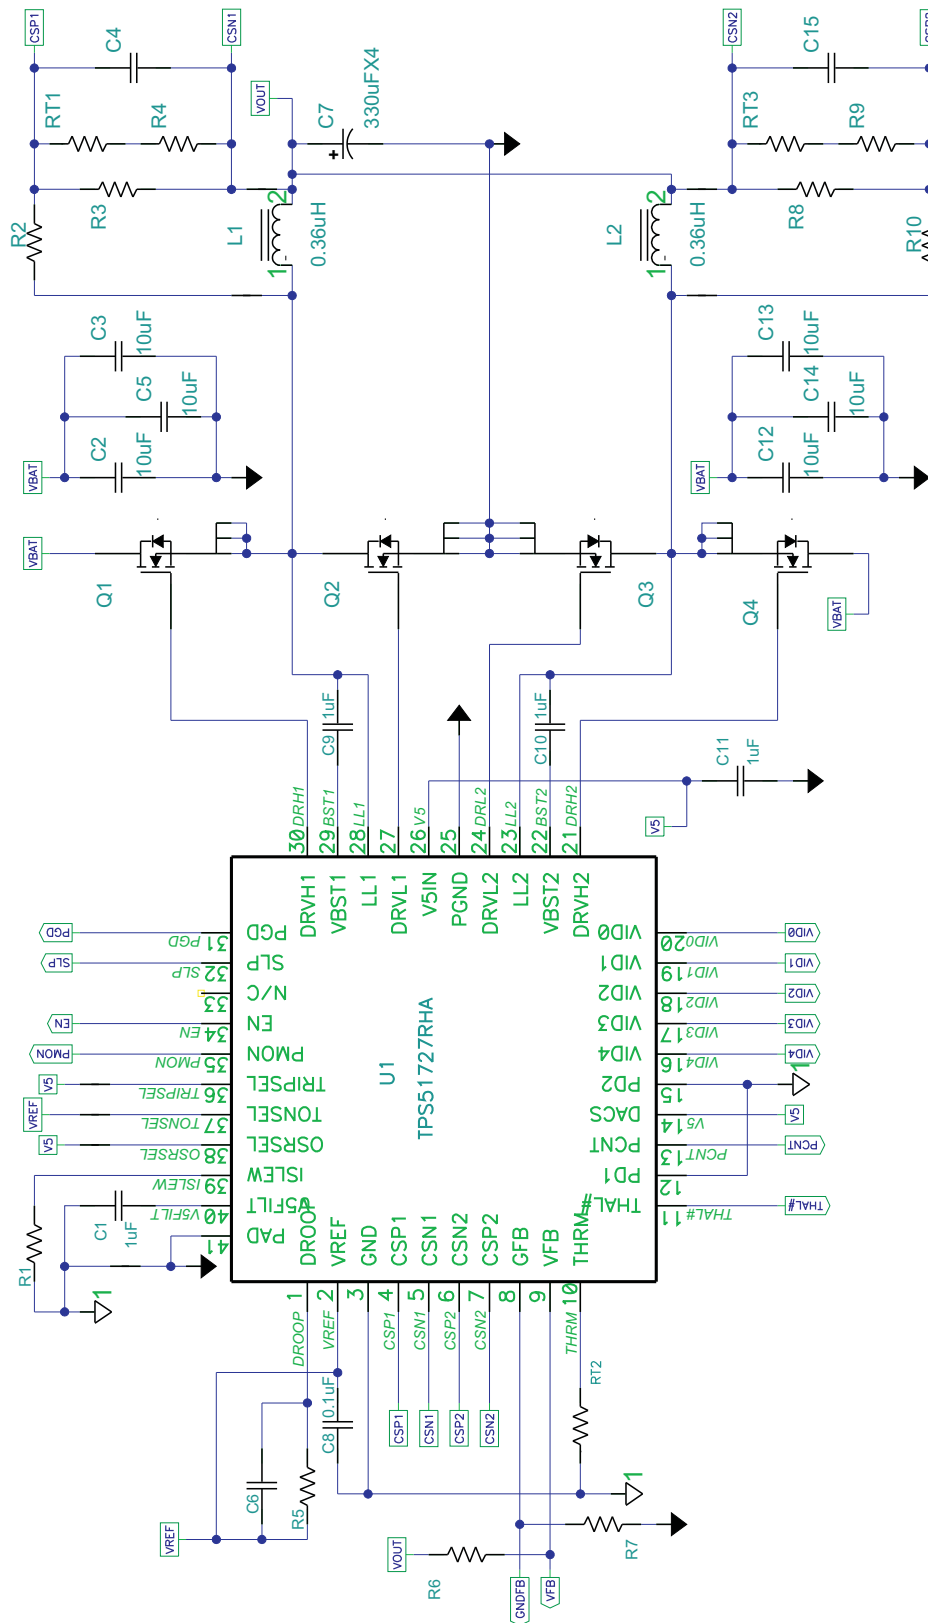 CSP1
C4
CSN1
RT1
R4
R3
R2
VOUT
C7
330uFX4
L1
0.36uH
1
2
CSN2
C15
RT3
R9
R8
R10
L2
0.36uH
1
2
C3
10uF
C5
10uF
C2
10uF
VBAT
C13
10uF
C14
10uF
C12
10uF
VBAT
VBAT
Q1
Q2
Q3
Q4
VBAT
C9
1uF
C10
1uF
C11
1uF
V5
30 DRH1
29 BST1
28 LL1
27
26 V5
25
24 DRL2
23 LL2
22 BST2
21 DRH2
DRVH1
VBST1
LL1
DRVL1
V5IN
PGND
DRVL2
LL2
VBST2
DRVH2
PGD
PGD
31
PGD
SLP
SLP
32
SLP
33
N/C
EN
EN
34
EN
PMON
PMON
35
PMON
V5
TRIPSEL
36
TRIPSEL
VREF
TONSEL
37
TONSEL
V5
OSRSEL
38
OSRSEL
ISLEW
39
ISLEW
V5FILT
40
V5FILT
41
PAD
R1
C1
1uF
1
U1
TPS51727RHA
VID0
20
VID0
VID0
VID1
19
VID1
VID1
VID2
18
VID2
VID2
VID3
17
VID3
VID3
VID4
16
VID4
VID4
PD2
15
1
DACS
14
V5
V5
PCNT
13
PCNT
PCNT
PD1
12
THAL#
11
THAL#
THAL#
DROOP
VREF
GND
CSP1
CSN1
CSN2
CSP2
GFB
VFB
THRM
1
2
3
4
5
6
7
8
9
10
DROOP
VREF
CSP1
CSN1
CSP2
CSN2
THRM
CSP1
CSN1
CSP2
CSN2
RT2
C8
0.1uF
C6
R5
VREF
1
VOUT
R6
R7
GNDFB
VFB